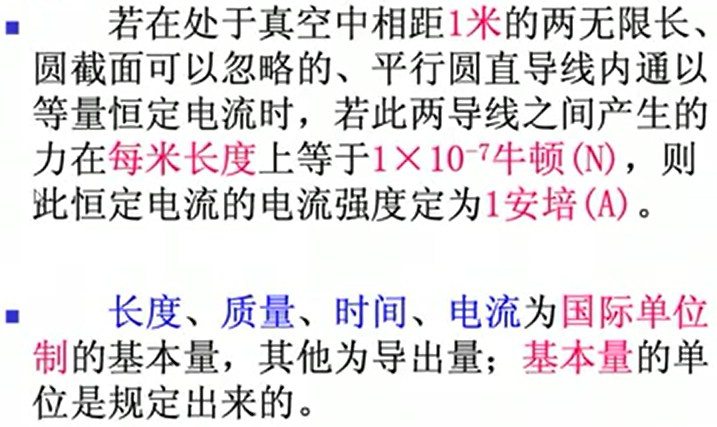 若在处于真空中相距1米的两无限长、
圆截面可以忽略的、平行圆直导线内通以
等量恒定电流时，若此两导线之间产生的
力在每米长度上等于1×10⁻⁷牛顿(N)，则
此恒定电流的电流强度定为1安培(A)。
长度、质量、时间、电流为国际单位
制的基本量，其他为导出量；基本量的单
位是规定出来的。